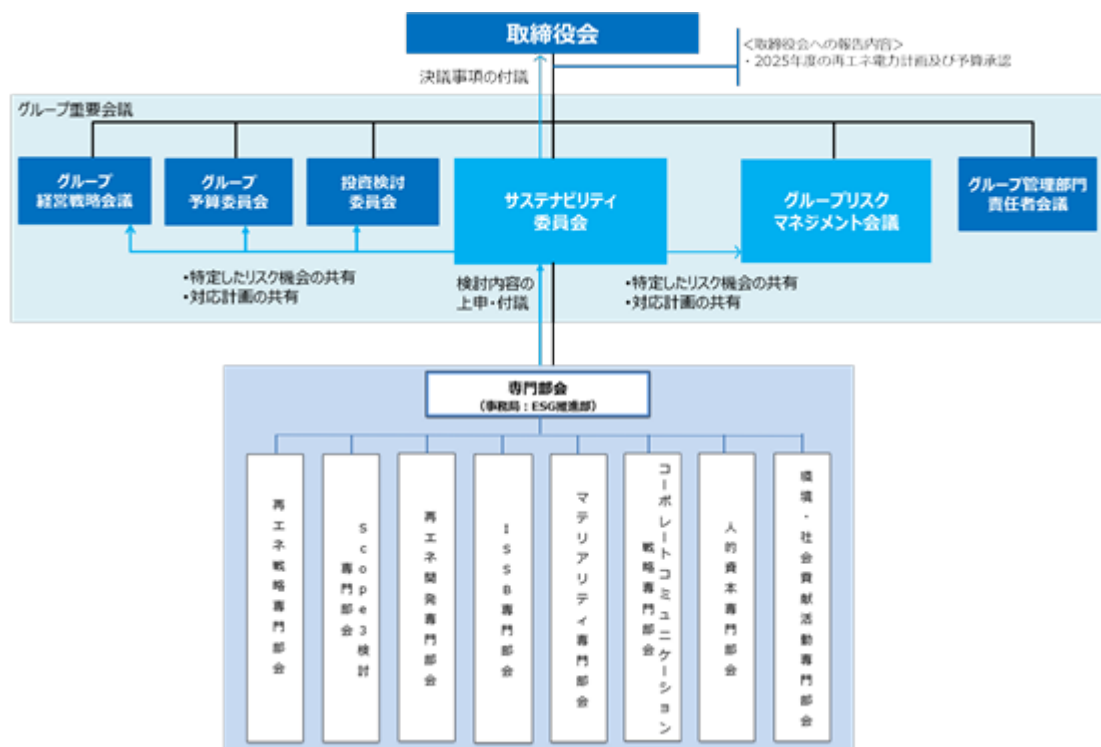 取締役会
<取締役会への報告内容>
・2025年度の再エネ電力計画及び予算承認
決議事項の付議
グループ重要会議
グループ
経営戦略会議
グループ
予算委員会
投資検討
委員会
サステナビリティ
委員会
グループリスク
マネジメント会議
グループ管理部門
責任者会議
•特定したリスク機会の共有
•対応計画の共有
検討内容の
上申・付議
•特定したリスク機会の共有
•対応計画の共有
専門部会
（事務局：ESG推進部）
再エネ戦略専門部会
Scope3検討
専門部会
再エネ開発専門部会
ISSB専門部会
マテリアリティ専門部会
コーポレートコミュニケーション
戦略専門部会
人的資本専門部会
環境・社会貢献活動専門部会